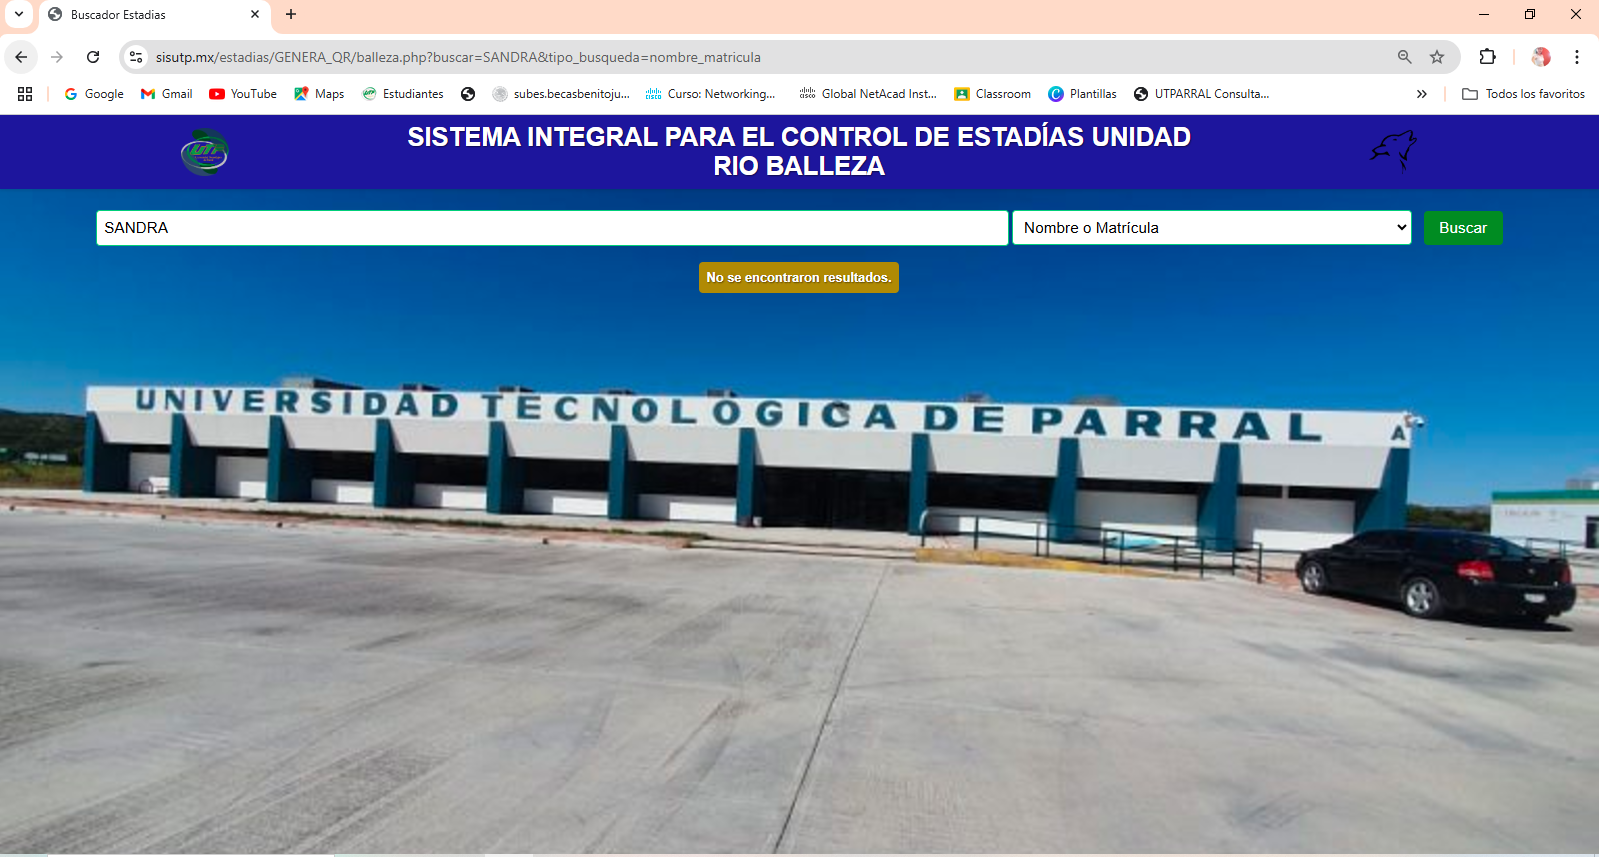 Buscador Estadias
sisutp.mx/estadias/GENERA_QR/balleza.php?buscar=SANDRA&tipo_busqueda=nombre_matricula
Google Gmail YouTube Maps Estudiantes subes.becasbenitoju... Curso: Networking... Global NetAcad Inst... Classroom Plantillas UTPARRAL Consulta... Todos los favoritos
SISTEMA INTEGRAL PARA EL CONTROL DE ESTADÍAS UNIDAD
RIO BALLEZA
SANDRA Nombre o Matrícula Buscar
No se encontraron resultados.
UNIVERSIDAD TECNOLÓGICA DE PARRAL A